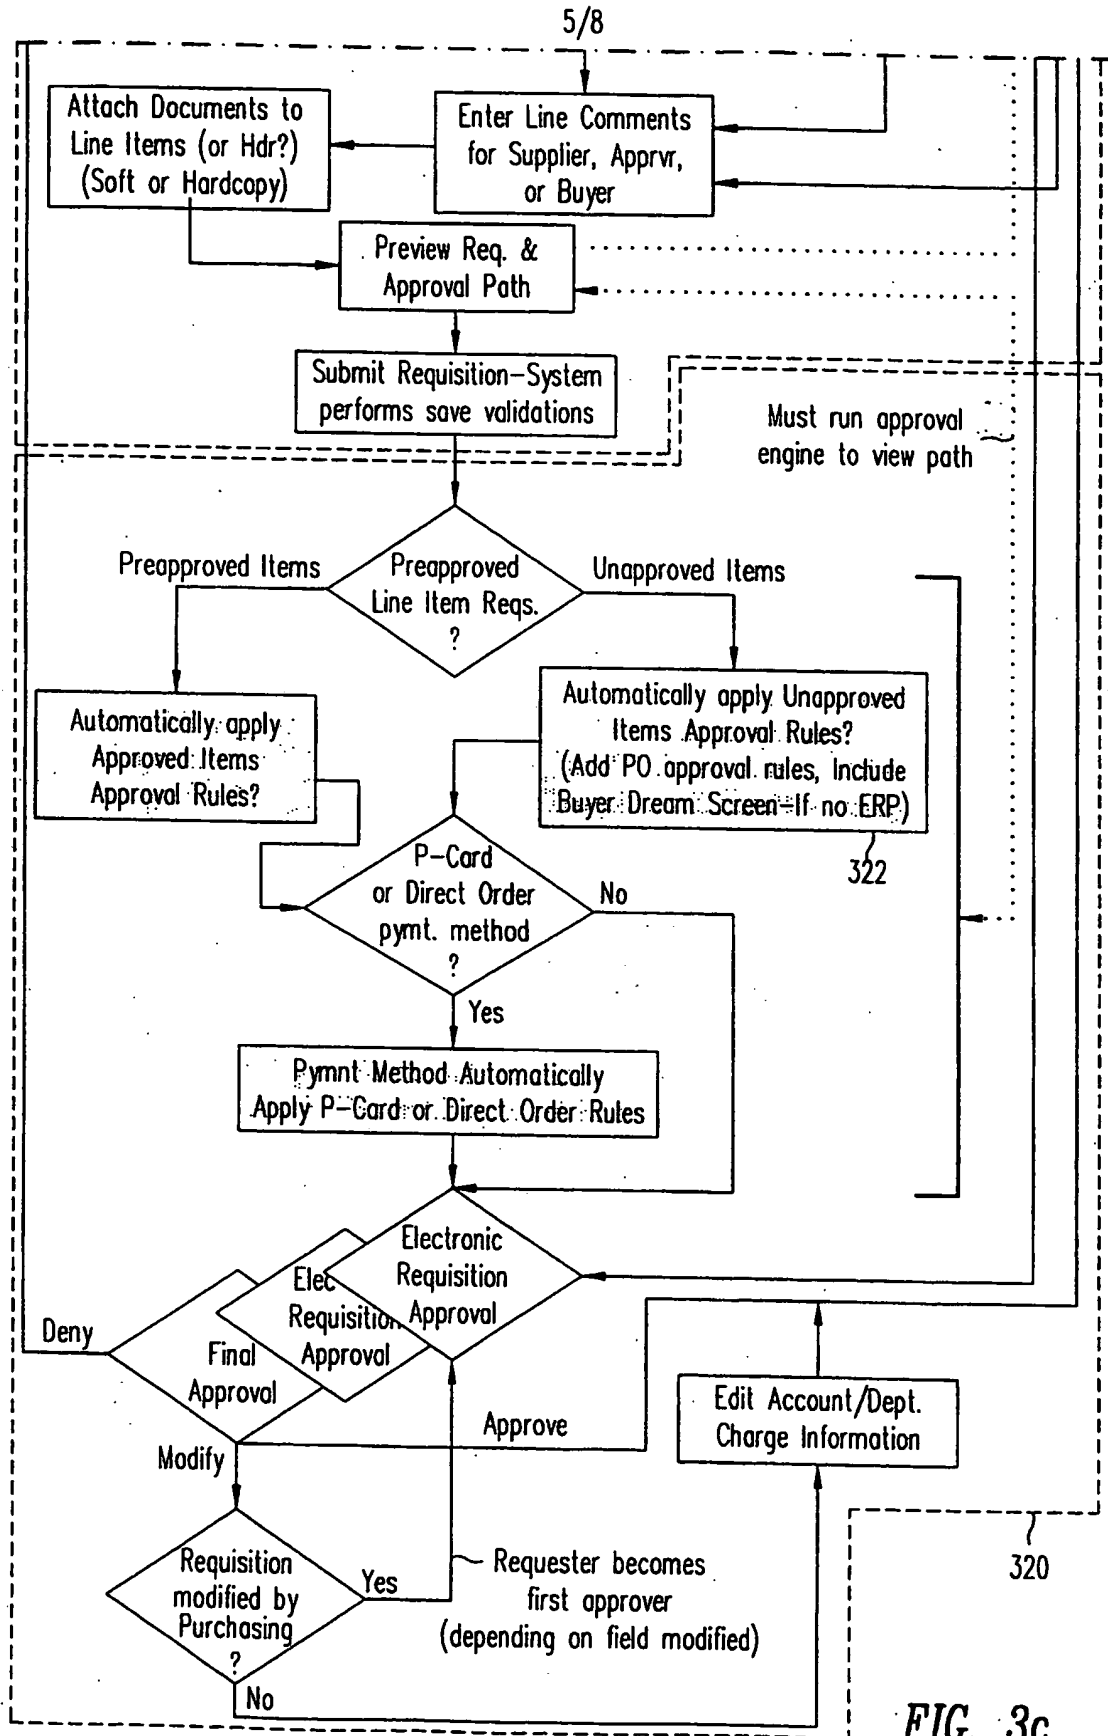 5/8
Attach Documents to
Line Items (or Hdr?)
(Soft or Hardcopy)
Enter Line Comments
for Supplier, Apprvr,
or Buyer
Preview Req. &
Approval Path
Submit Requisition-System
performs save validations
Must run approval
engine to view path
Preapproved Items
Preapproved
Line Item Reqs.
?
Unapproved Items
Automatically apply
Approved Items
Approval Rules?
Automatically apply Unapproved
Items Approval Rules?
(Add PO approval rules, Include
Buyer Dream Screen-If no ERP)
322
P-Card
or Direct Order
pymt. method
?
No
Yes
Pymnt Method Automatically
Apply P-Card or Direct Order Rules
Electronic
Requisition
Approval
Elec
Requisition
Approval
Final
Approval
Deny
Approve
Modify
Edit Account/Dept.
Charge Information
Requisition
modified by
Purchasing
?
Yes
No
Requester becomes
first approver
(depending on field modified)
320
FIG. 3c